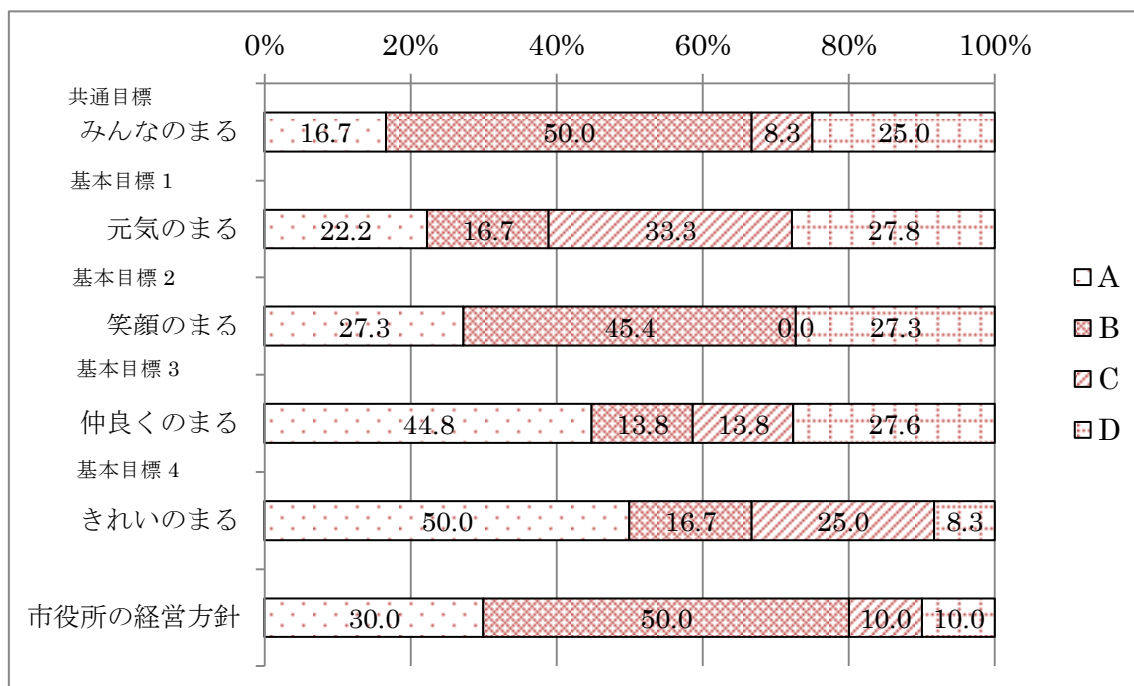 0% 20% 40% 60% 80% 100%
共通目標
みんなのまる 16.7 50.0 8.3 25.0
基本目標 1
元気のまる 22.2 16.7 33.3 27.8
基本目標 2
笑顔のまる 27.3 45.4 0.0 27.3
基本目標 3
仲良くのまる 44.8 13.8 13.8 27.6
基本目標 4
きれいのまる 50.0 16.7 25.0 8.3
市役所の経営方針 30.0 50.0 10.0 10.0
A
B
C
D